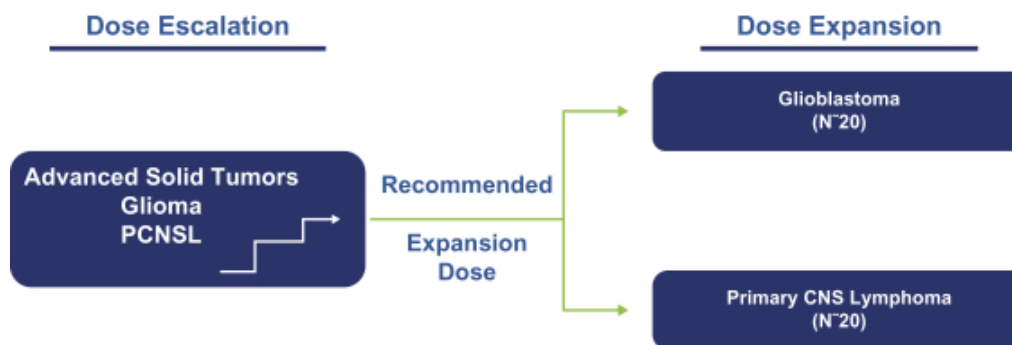 Dose Escalation
Dose Expansion
Advanced Solid Tumors
Glioma
PCNSL
Recommended
Expansion
Dose
Glioblastoma
(N~20)
Primary CNS Lymphoma
(N~20)